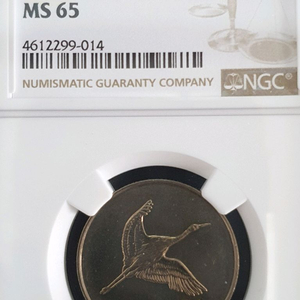 MS 65
4612299-014
NUMISMATIC GUARANTY COMPANY NGC